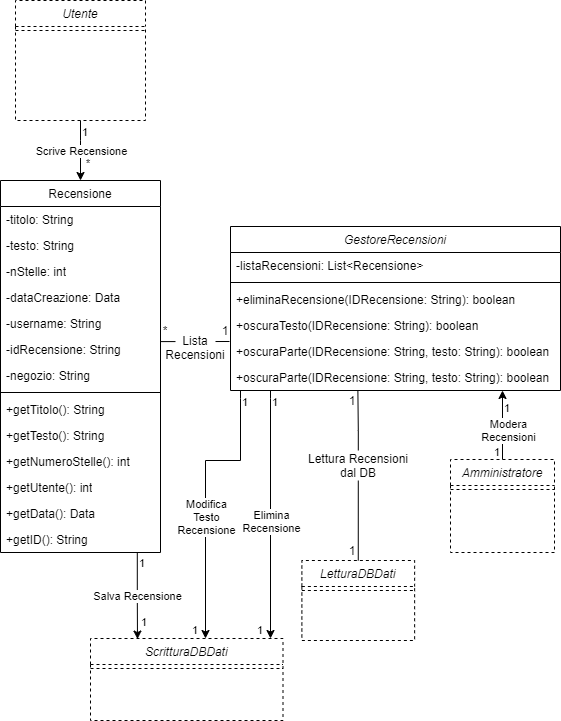 Utente
1
Scrive Recensione
*
Recensione
-titolo: String
-testo: String
-nStelle: int
-dataCreazione: Data
-username: String
-idRecensione: String
-negozio: String
+getTitolo(): String
+getTesto(): String
+getNumeroStelle(): int
+getUtente(): int
+getData(): Data
+getID(): String
* Lista 1
Recensioni
GestoreRecensioni
-listaRecensioni: List<Recensione>
+eliminaRecensione(IDRecensione: String): boolean
+oscuraTesto(IDRecensione: String): boolean
+oscuraParte(IDRecensione: String, testo: String): boolean
+oscuraParte(IDRecensione: String, testo: String): boolean
1
Modifica
Testo
Recensione
1
1
Elimina
Recensione
1
1
Lettura Recensioni
dal DB
1
1
Modera
Recensioni
1
Amministratore
LetturaDBDati
1
Salva Recensione
1
ScritturaDBDati